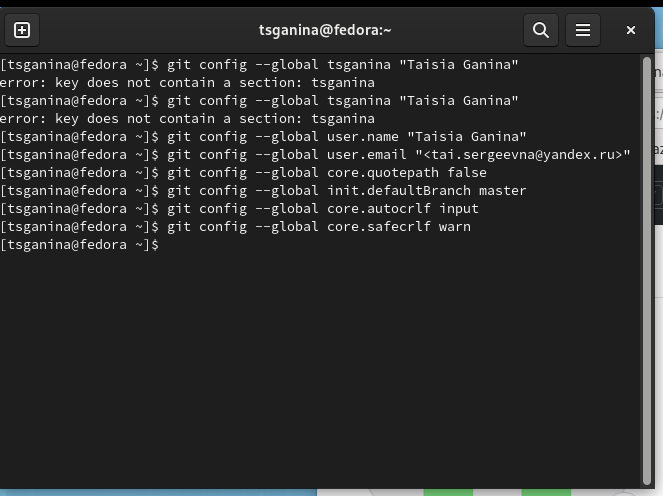 tsganina@fedora:~
[tsganina@fedora ~]$ git config --global tsganina "Taisia Ganina"
error: key does not contain a section: tsganina
[tsganina@fedora ~]$ git config --global tsganina "Taisia Ganina"
error: key does not contain a section: tsganina
[tsganina@fedora ~]$ git config --global user.name "Taisia Ganina"
[tsganina@fedora ~]$ git config --global user.email "<tai.sergeevna@yandex.ru>"
[tsganina@fedora ~]$ git config --global core.quotepath false
[tsganina@fedora ~]$ git config --global init.defaultBranch master
[tsganina@fedora ~]$ git config --global core.autocrlf input
[tsganina@fedora ~]$ git config --global core.safecrlf warn
[tsganina@fedora ~]$